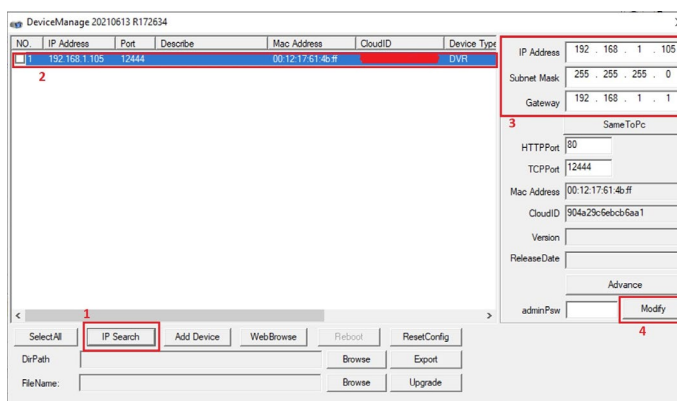 DeviceManage 20210613 R172634
NO. IP Address Port Describe Mac Address CloudID Device Type
1 192.168.1.105 12444 00:12:17:61:4b:ff DVR
2
IP Address 192 . 168 . 1 . 105
Subnet Mask 255 . 255 . 255 . 0
Gateway 192 . 168 . 1 . 1
3
SameToPc
HTTPPort 80
TCPPort 12444
Mac Address 00:12:17:61:4b:ff
CloudID 904a29c6ebcb6aa1
Version
ReleaseDate
Advance
adminPsw Modify
4
1
SelectAll IP Search Add Device WebBrowse Reboot ResetConfig
DirPath Browse Export
FileName: Browse Upgrade